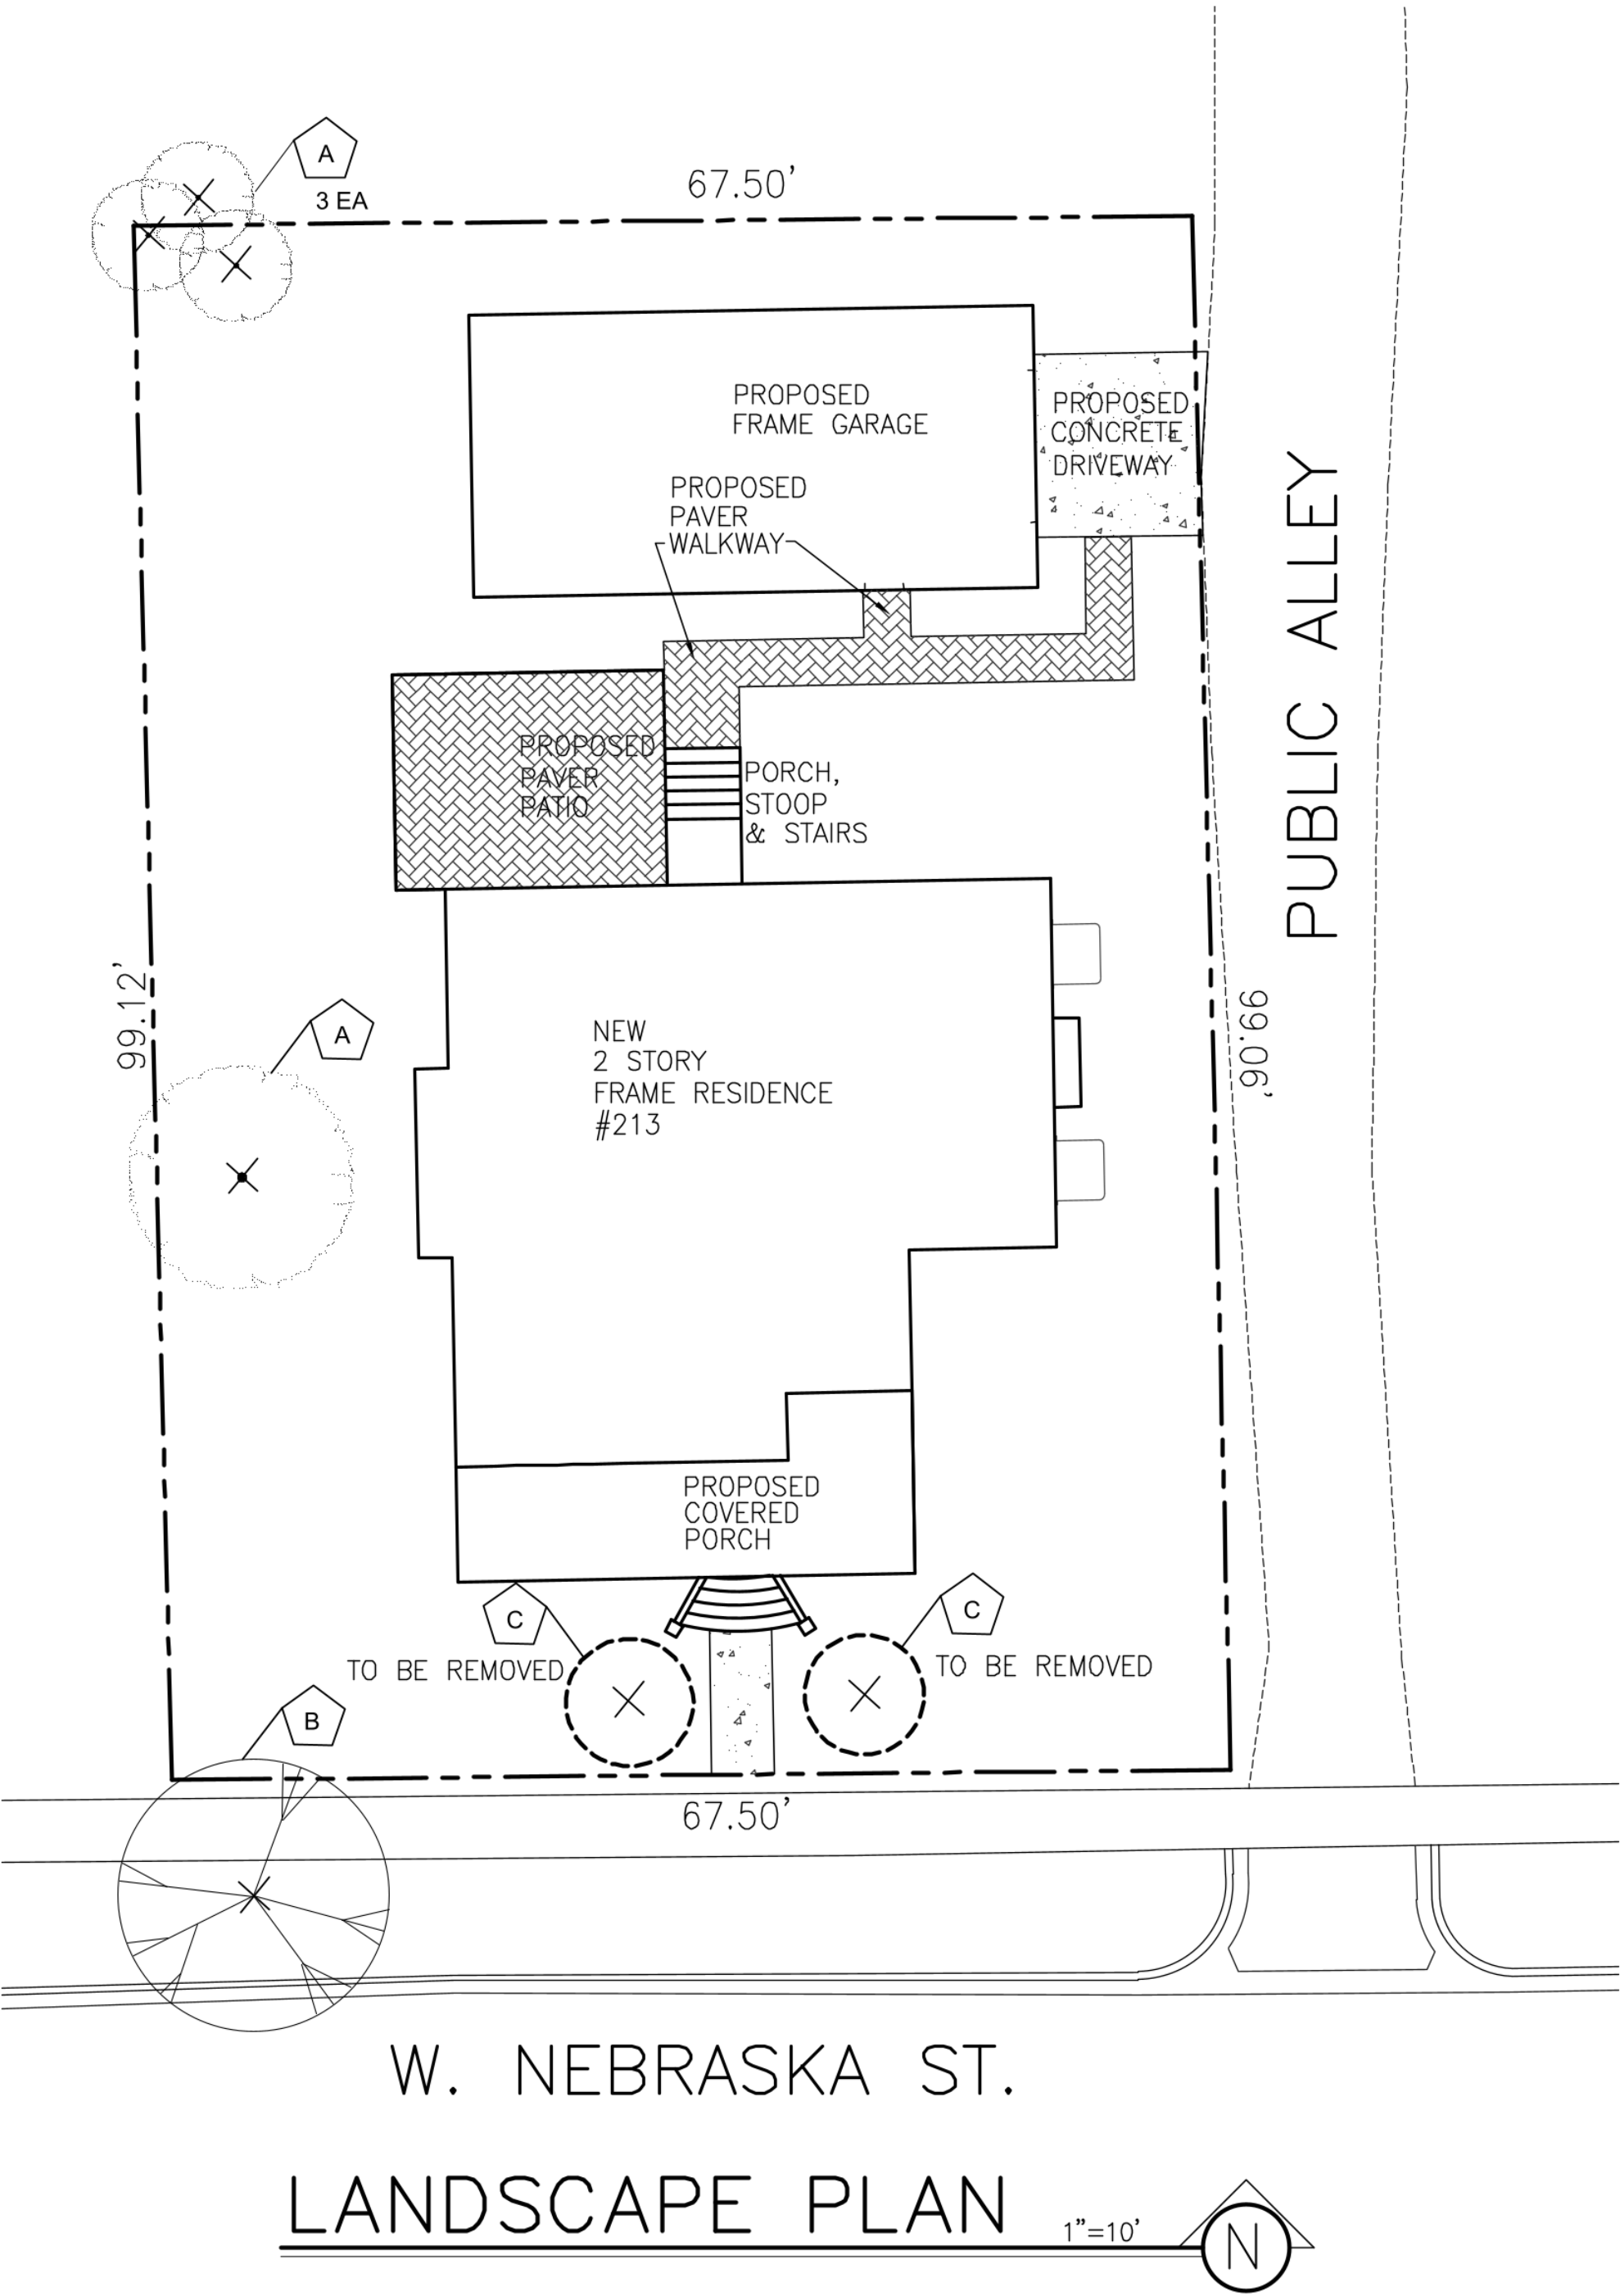 A
3 EA
67.50'
PROPOSED
FRAME GARAGE
PROPOSED
CONCRETE
DRIVEWAY
PROPOSED
PAVER
WALKWAY
PUBLIC ALLEY
PROPOSED
PAVER
PATIO
PORCH,
STOOP
& STAIRS
99.12'
A
NEW
2 STORY
FRAME RESIDENCE
#213
99.06'
PROPOSED
COVERED
PORCH
C
TO BE REMOVED
C
TO BE REMOVED
B
67.50'
W. NEBRASKA ST.
LANDSCAPE PLAN
1"=10'
N